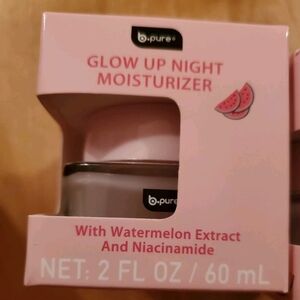 b.pure®
GLOW UP NIGHT
MOISTURIZER
b.pure
With Watermelon Extract
And Niacinamide
NET: 2 FL OZ / 60 mL